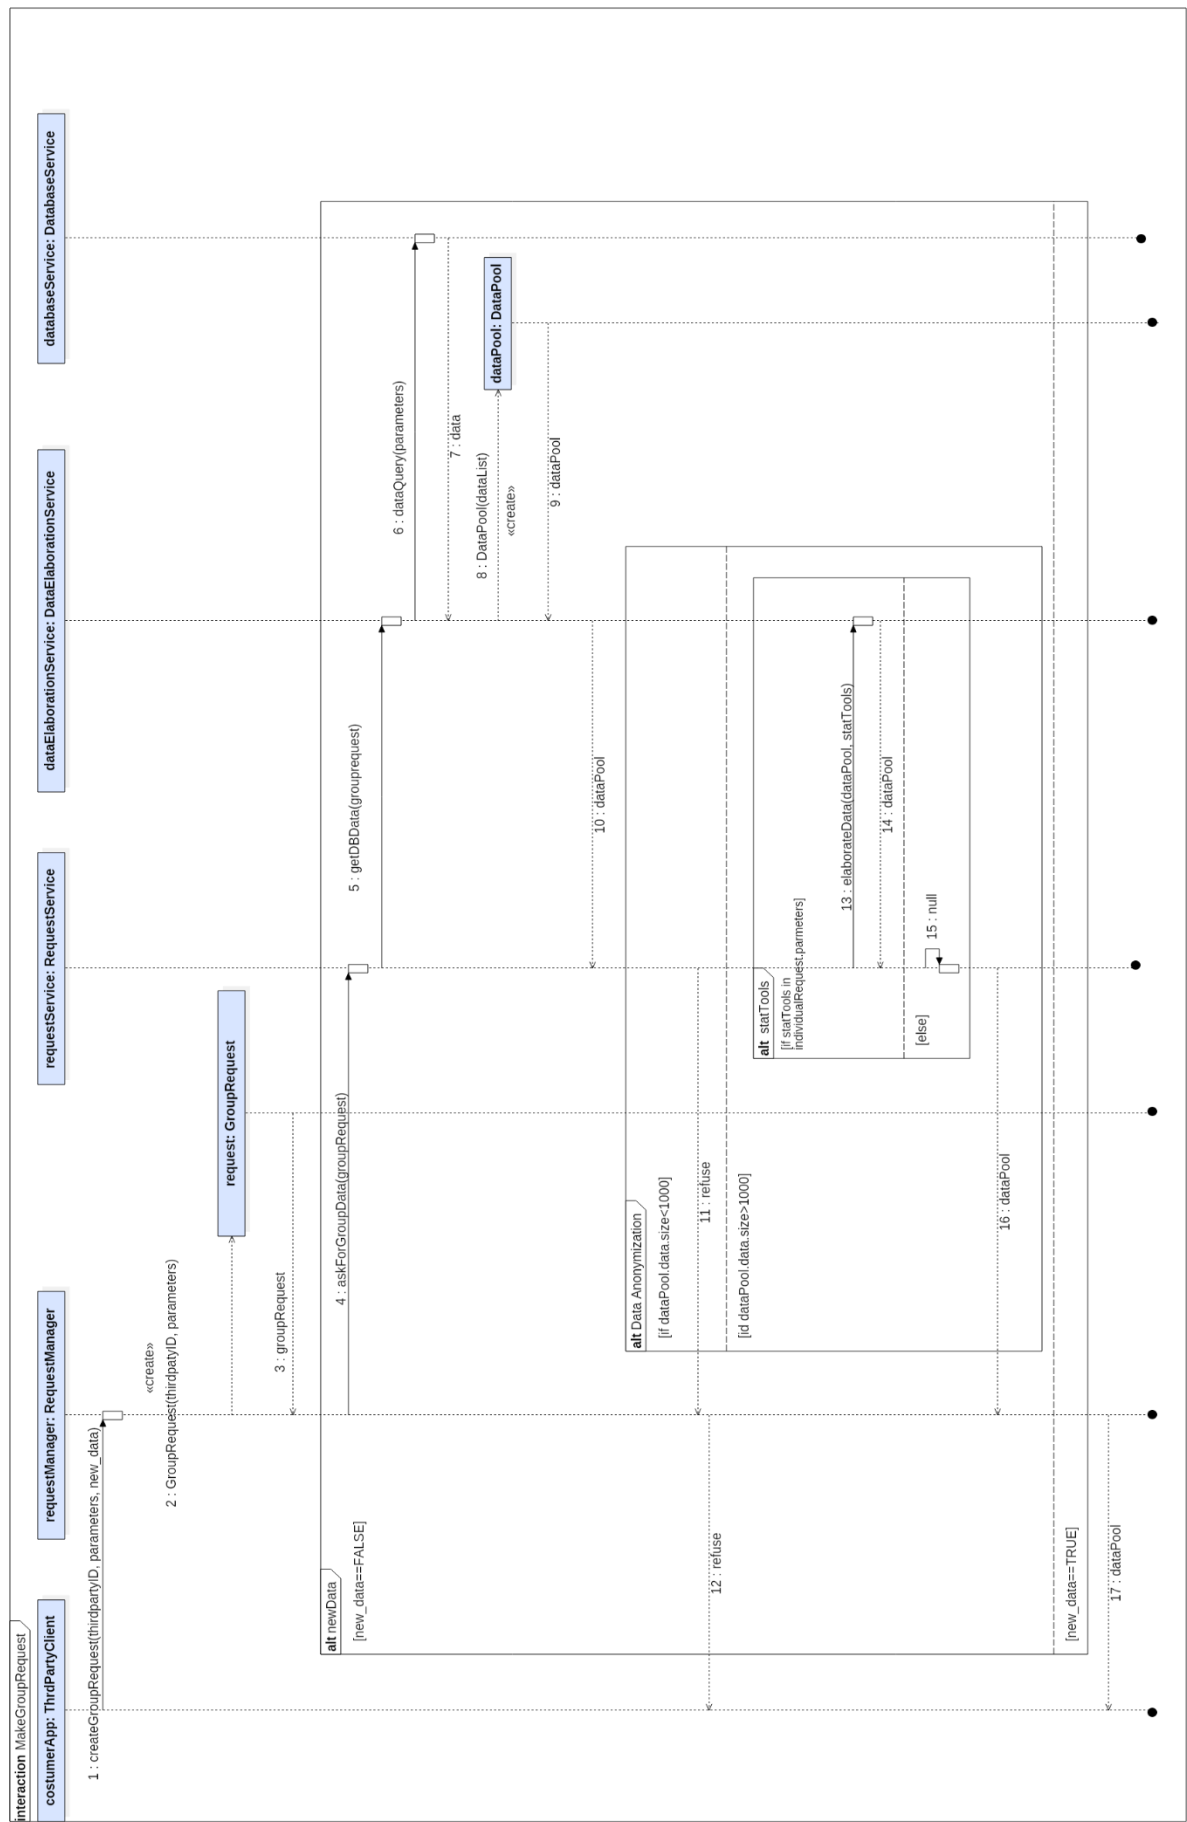 interaction MakeGroupRequest
costumerApp: ThrdPartyClient
requestManager: RequestManager
requestService: RequestService
dataElaborationService: DataElaborationService
databaseService: DatabaseService
1 : createGroupRequest(thirdpartyID, parameters, new_data)
«create»
2 : GroupRequest(thirdpatyID, parameters)
request: GroupRequest
3 : groupRequest
alt newData
[new_data==FALSE]
4 : askForGroupData(groupRequest)
5 : getDBData(grouprequest)
6 : dataQuery(parameters)
7 : data
8 : DataPool(dataList)
«create»
dataPool: DataPool
9 : dataPool
10 : dataPool
alt Data Anonymization
[if dataPool.data.size<1000]
11 : refuse
12 : refuse
[id dataPool.data.size>1000]
alt statTools
[if statTools in
individualRequest.parmeters]
13 : elaborateData(dataPool, statTools)
14 : dataPool
[else]
15 : null
16 : dataPool
[new_data==TRUE]
17 : dataPool